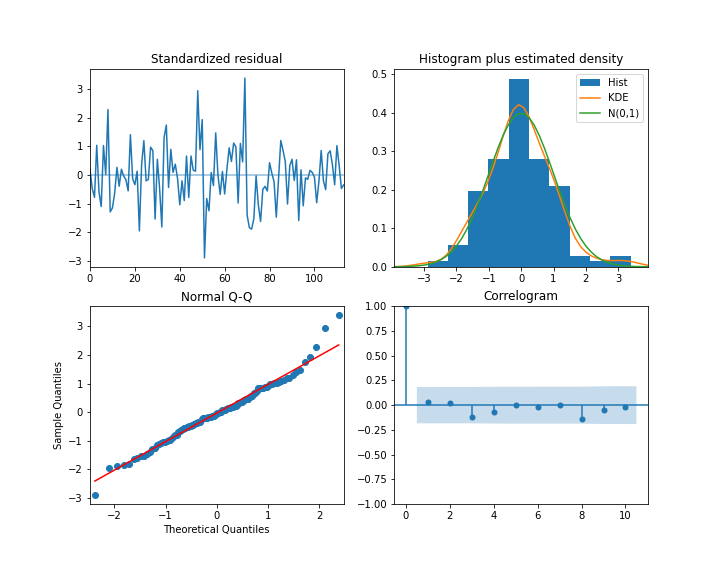 Standardized residual
3
2
1
0
−1
−2
−3
0 20 40 60 80 100
Histogram plus estimated density
0.5
0.4
0.3
0.2
0.1
0.0
Hist
KDE
N(0,1)
−3 −2 −1 0 1 2 3
Normal Q-Q
Sample Quantiles
3
2
1
0
−1
−2
−3
−2 −1 0 1 2
Theoretical Quantiles
Correlogram
1.00
0.75
0.50
0.25
0.00
−0.25
−0.50
−0.75
−1.00
0 2 4 6 8 10